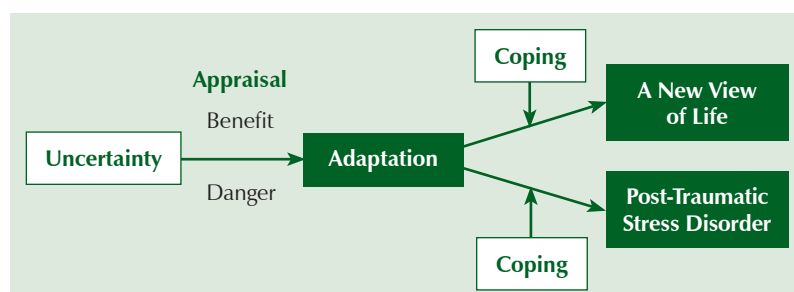 Coping
Appraisal
A New View
of Life
Benefit
Uncertainty
Adaptation
Danger
Post-Traumatic
Stress Disorder
Coping